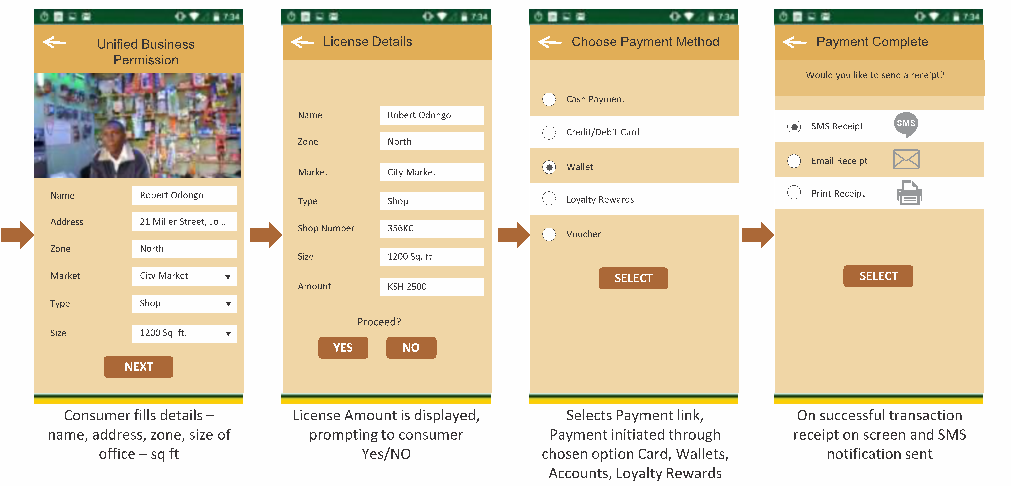 7:34
Unified Business
Permission
Name Robert Odongo
Address 21 Miller Street, Lo...
Zone North
Market City Market
Type Shop
Size 1200 Sq. ft.
NEXT
Consumer fills details –
name, address, zone, size of
office – sq ft
7:34
License Details
Name Robert Odongo
Zone North
Market City Market
Type Shop
Shop Number 356KC
Size 1200 Sq. ft
Amount KSH 2500
Proceed?
YES NO
License Amount is displayed,
prompting to consumer
Yes/NO
7:34
Choose Payment Method
Cash Payment
Credit/Debit Card
Wallet
Loyalty Rewards
Voucher
SELECT
Selects Payment link,
Payment initiated through
chosen option Card, Wallets,
Accounts, Loyalty Rewards
7:34
Payment Complete
Would you like to send a receipt?
SMS Receipt SMS
Email Receipt
Print Receipt
SELECT
On successful transaction
receipt on screen and SMS
notification sent